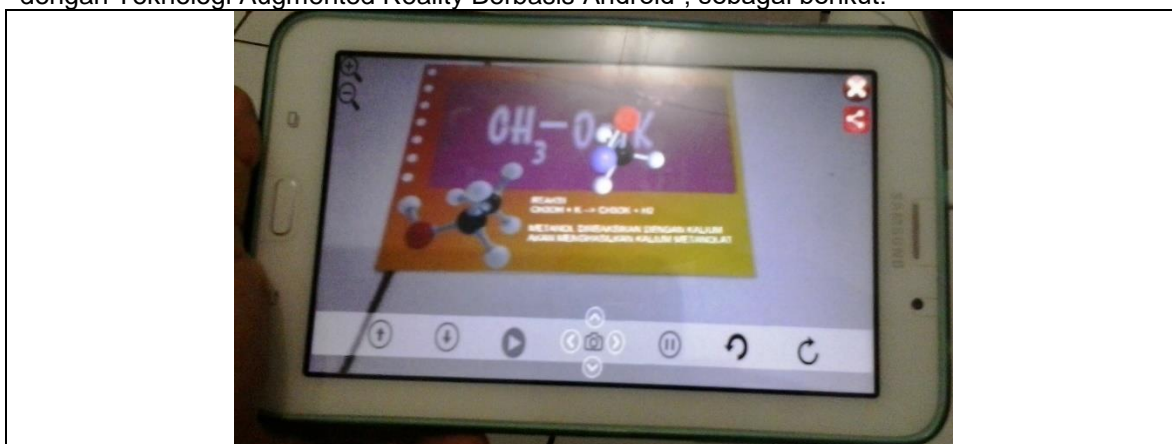 dengan Teknologi Augmented Reality Berbasis Android", sebagai berikut:
CH3-O-K
REAKSI
CH3OH + K --> CH3OK + H2
METANOL DIREAKSIKAN DENGAN KALIUM
AKAN MENGHASILKAN KALIUM METANOLAT
SAMSUNG